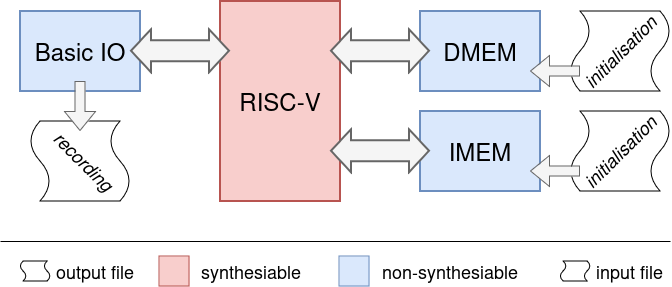 Basic IO
RISC-V
DMEM
initialisation
IMEM
initialisation
recording
output file
synthesiable
non-synthesiable
input file